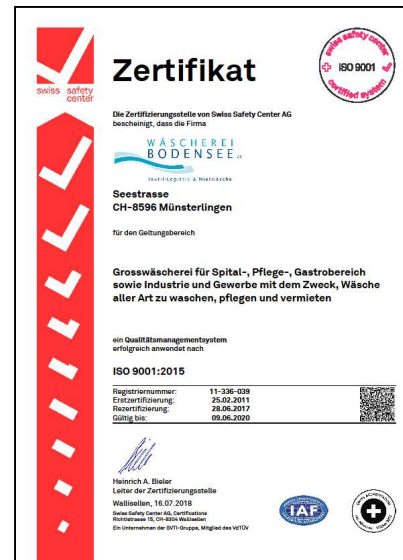 swiss safety
center
Zertifikat
swiss safety center
ISO 9001
certified system
Die Zertifizierungsstelle von Swiss Safety Center AG
bescheinigt, dass die Firma
WÄSCHEREI
BODENSEE AG
Textil-Logistik & Mietwäsche
Seestrasse
CH-8596 Münsterlingen
für den Geltungsbereich
Grosswäscherei für Spital-, Pflege-, Gastrobereich
sowie Industrie und Gewerbe mit dem Zweck, Wäsche
aller Art zu waschen, pflegen und vermieten
ein Qualitätsmanagementsystem
erfolgreich anwendet nach
ISO 9001:2015
Registriernummer: 11-336-039
Erstzertifizierung: 25.02.2011
Rezertifizierung: 28.06.2017
Gültig bis: 09.06.2020
Heinrich A. Bieler
Leiter der Zertifizierungsstelle
Wallisellen, 16.07.2018
Swiss Safety Center AG, Certifications
Richtistrasse 15, CH-8304 Wallisellen
Ein Unternehmen der SVTI-Gruppe, Mitglied des VdTÜV
IAF